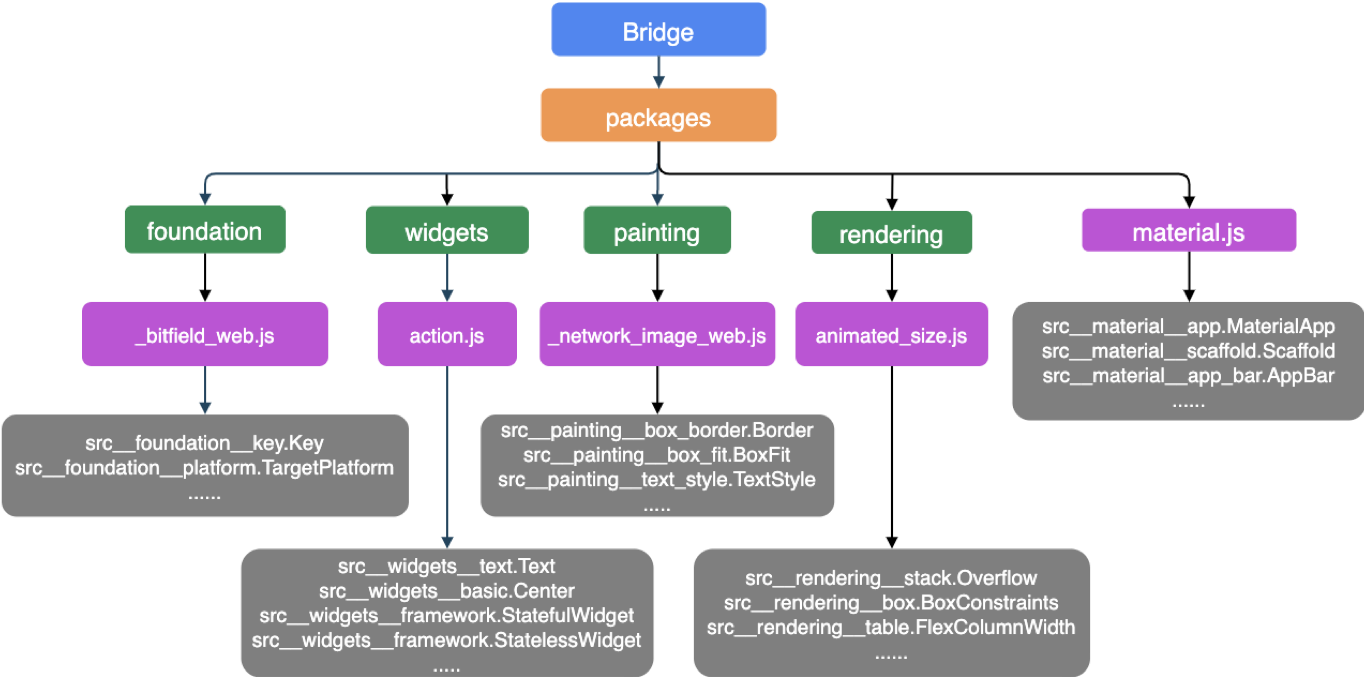 Bridge
packages
foundation
widgets
painting
rendering
material.js
_bitfield_web.js
action.js
_network_image_web.js
animated_size.js
src__material__app.MaterialApp
src__material__scaffold.Scaffold
src__material__app_bar.AppBar
......
src__foundation__key.Key
src__foundation__platform.TargetPlatform
......
src__painting__box_border.Border
src__painting__box_fit.BoxFit
src__painting__text_style.TextStyle
.....
src__widgets__text.Text
src__widgets__basic.Center
src__widgets__framework.StatefulWidget
src__widgets__framework.StatelessWidget
.....
src__rendering__stack.Overflow
src__rendering__box.BoxConstraints
src__rendering__table.FlexColumnWidth
......